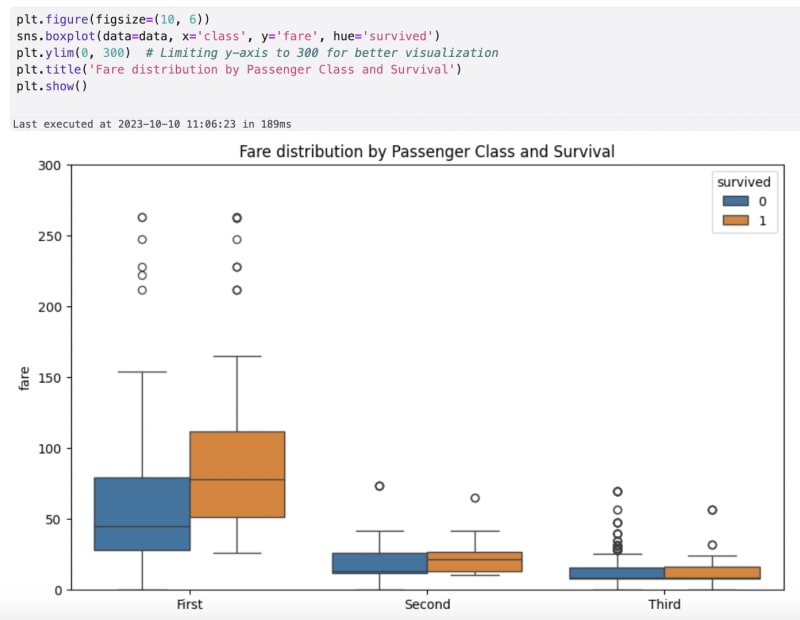 plt.figure(figsize=(10, 6))
sns.boxplot(data=data, x='class', y='fare', hue='survived')
plt.ylim(0, 300)  # Limiting y-axis to 300 for better visualization
plt.title('Fare distribution by Passenger Class and Survival')
plt.show()
Last executed at 2023-10-10 11:06:23 in 189ms
Fare distribution by Passenger Class and Survival
survived
0
1
300
250
200
150
100
50
0
fare
First
Second
Third